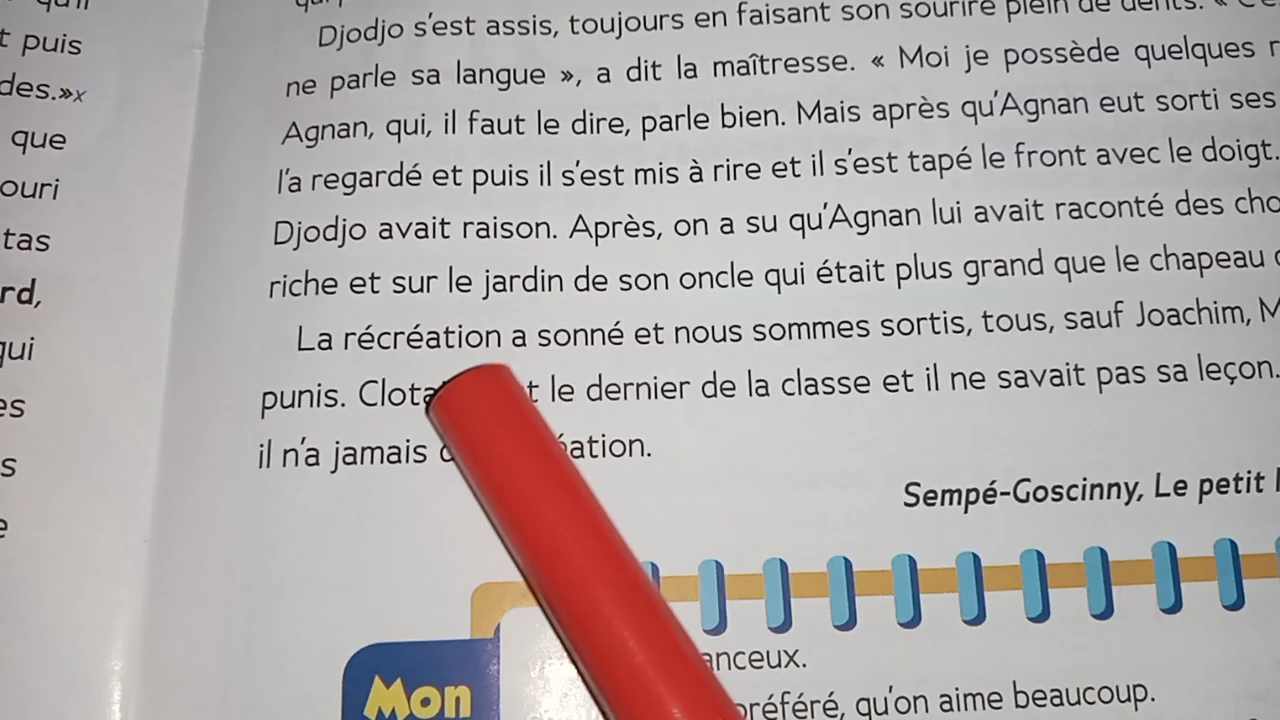 t puis
des.»x
que
ouri
tas
rd,
qui
es
s
e
Djodjo s'est assis, toujours en faisant son sourire plein de dents. «
ne parle sa langue », a dit la maîtresse. « Moi je possède quelques
Agnan, qui, il faut le dire, parle bien. Mais après qu'Agnan eut sorti ses
l'a regardé et puis il s'est mis à rire et il s'est tapé le front avec le doigt.
Djodjo avait raison. Après, on a su qu'Agnan lui avait raconté des cho
riche et sur le jardin de son oncle qui était plus grand que le chapeau
La récréation a sonné et nous sommes sortis, tous, sauf Joachim, M
punis. Clota t le dernier de la classe et il ne savait pas sa leçon.
il n'a jamais éation.
Sempé-Goscinny, Le petit
anceux.
Mon
préféré, qu'on aime beaucoup.